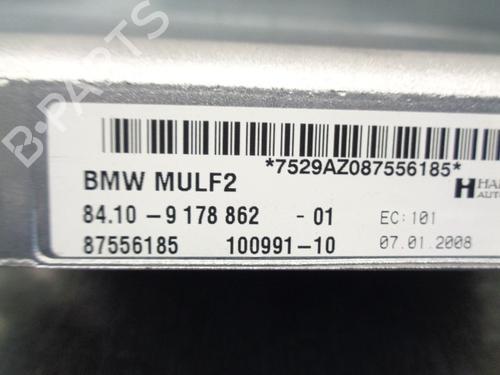 B-PARTS
*7529AZ087556185*
BMW MULF2
84.10 - 9 178 862 - 01 EC: 101
87556185 100991-10 07.01.2008